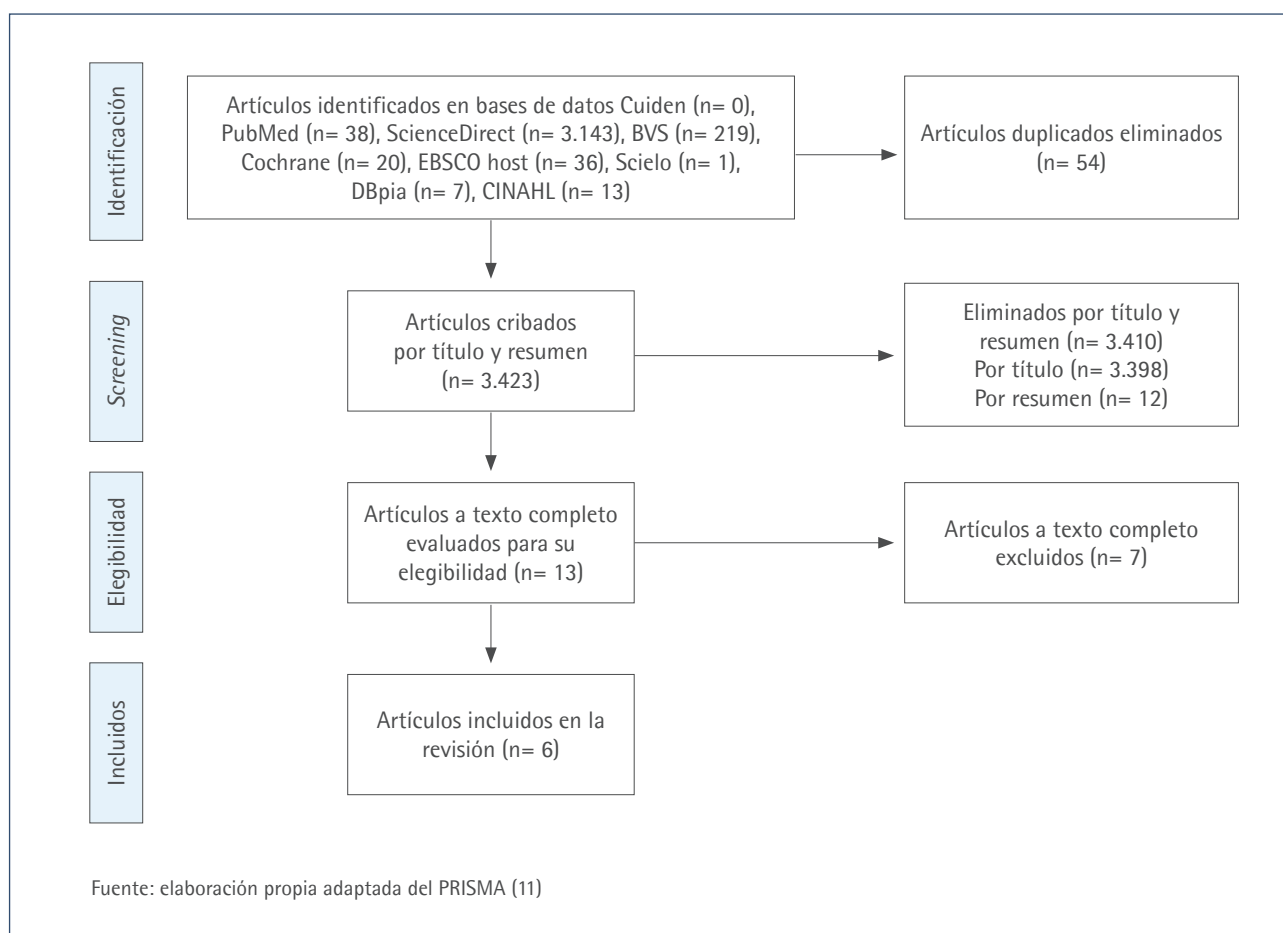 Identificación
Artículos identificados en bases de datos Cuiden (n= 0),
PubMed (n= 38), ScienceDirect (n= 3.143), BVS (n= 219),
Cochrane (n= 20), EBSCO host (n= 36), Scielo (n= 1),
DBpia (n= 7), CINAHL (n= 13)
Artículos duplicados eliminados
(n= 54)
Screening
Artículos cribados
por título y resumen
(n= 3.423)
Eliminados por título y
resumen (n= 3.410)
Por título (n= 3.398)
Por resumen (n= 12)
Elegibilidad
Artículos a texto completo
evaluados para su
elegibilidad (n= 13)
Artículos a texto completo
excluidos (n= 7)
Incluidos
Artículos incluidos en la
revisión (n= 6)
Fuente: elaboración propia adaptada del PRISMA (11)